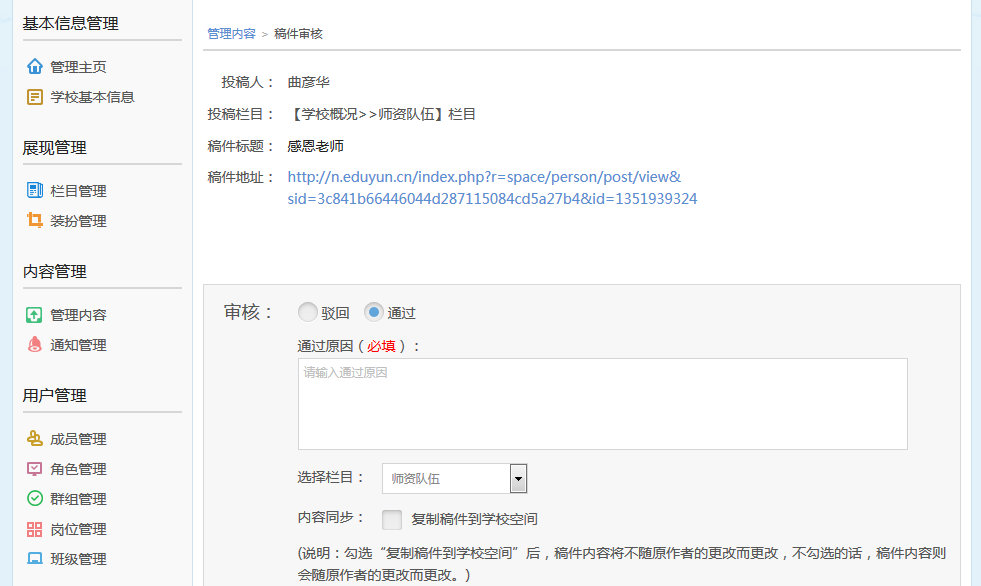 基本信息管理
管理主页
学校基本信息
展现管理
栏目管理
装扮管理
内容管理
管理内容
通知管理
用户管理
成员管理
角色管理
群组管理
岗位管理
班级管理
管理内容 > 稿件审核
投稿人： 曲彦华
投稿栏目： 【学校概况>>师资队伍】栏目
稿件标题： 感恩老师
稿件地址： http://n.eduyun.cn/index.php?r=space/person/post/view&
sid=3c841b66446044d287115084cd5a27b4&id=1351939324
审核： 驳回 通过
通过原因（必填）：
请输入通过原因
选择栏目： 师资队伍
内容同步： 复制稿件到学校空间
(说明：勾选“复制稿件到学校空间”后，稿件内容将不随原作者的更改而更改，不勾选的话，稿件内容则
会随原作者的更改而更改。)